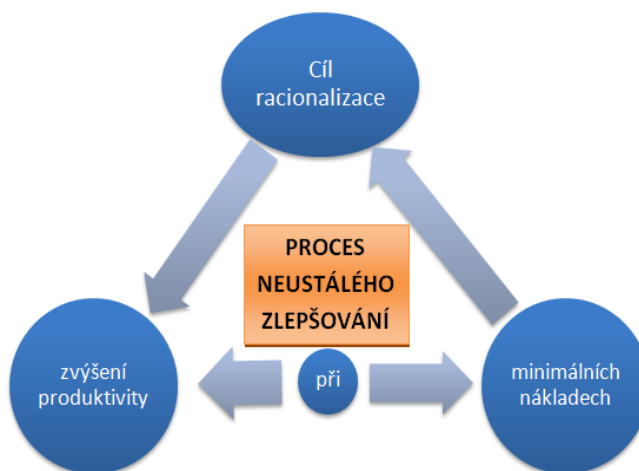 Cíl
racionalizace
PROCES
NEUSTÁLÉHO
ZLEPŠOVÁNÍ
zvýšení
produktivity
při
minimálních
nákladech